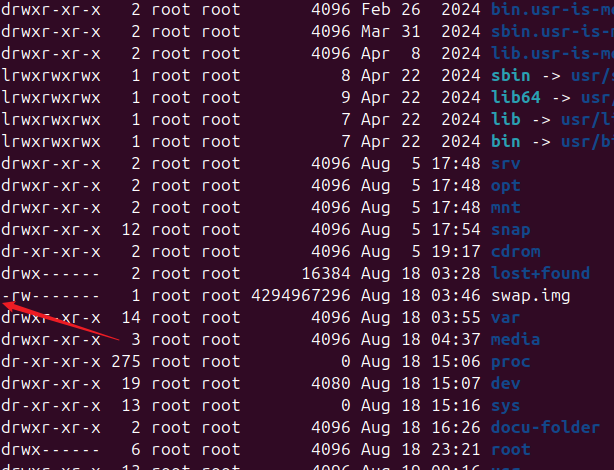 drwxr-xr-x   2 root root       4096 Feb 26  2024 bin.usr-is-me
drwxr-xr-x   2 root root       4096 Mar 31  2024 sbin.usr-is-m
drwxr-xr-x   2 root root       4096 Apr  8  2024 lib.usr-is-me
lrwxrwxrwx   1 root root          8 Apr 22  2024 sbin -> usr/s
lrwxrwxrwx   1 root root          9 Apr 22  2024 lib64 -> usr/
lrwxrwxrwx   1 root root          7 Apr 22  2024 lib -> usr/li
lrwxrwxrwx   1 root root          7 Apr 22  2024 bin -> usr/bi
drwxr-xr-x   2 root root       4096 Aug  5 17:48 srv
drwxr-xr-x   2 root root       4096 Aug  5 17:48 opt
drwxr-xr-x   2 root root       4096 Aug  5 17:48 mnt
drwxr-xr-x  12 root root       4096 Aug  5 17:54 snap
dr-xr-xr-x   2 root root       4096 Aug  5 19:17 cdrom
drwx------   2 root root      16384 Aug 18 03:28 lost+found
-rw-------   1 root root 4294967296 Aug 18 03:46 swap.img
drwxr-xr-x  14 root root       4096 Aug 18 03:55 var
drwxr-xr-x   3 root root       4096 Aug 18 04:37 media
dr-xr-xr-x 275 root root          0 Aug 18 15:06 proc
drwxr-xr-x  19 root root       4080 Aug 18 15:07 dev
dr-xr-xr-x  13 root root          0 Aug 18 15:16 sys
drwxr-xr-x   2 root root       4096 Aug 18 16:26 docu-folder
drwx------   6 root root       4096 Aug 18 23:21 root